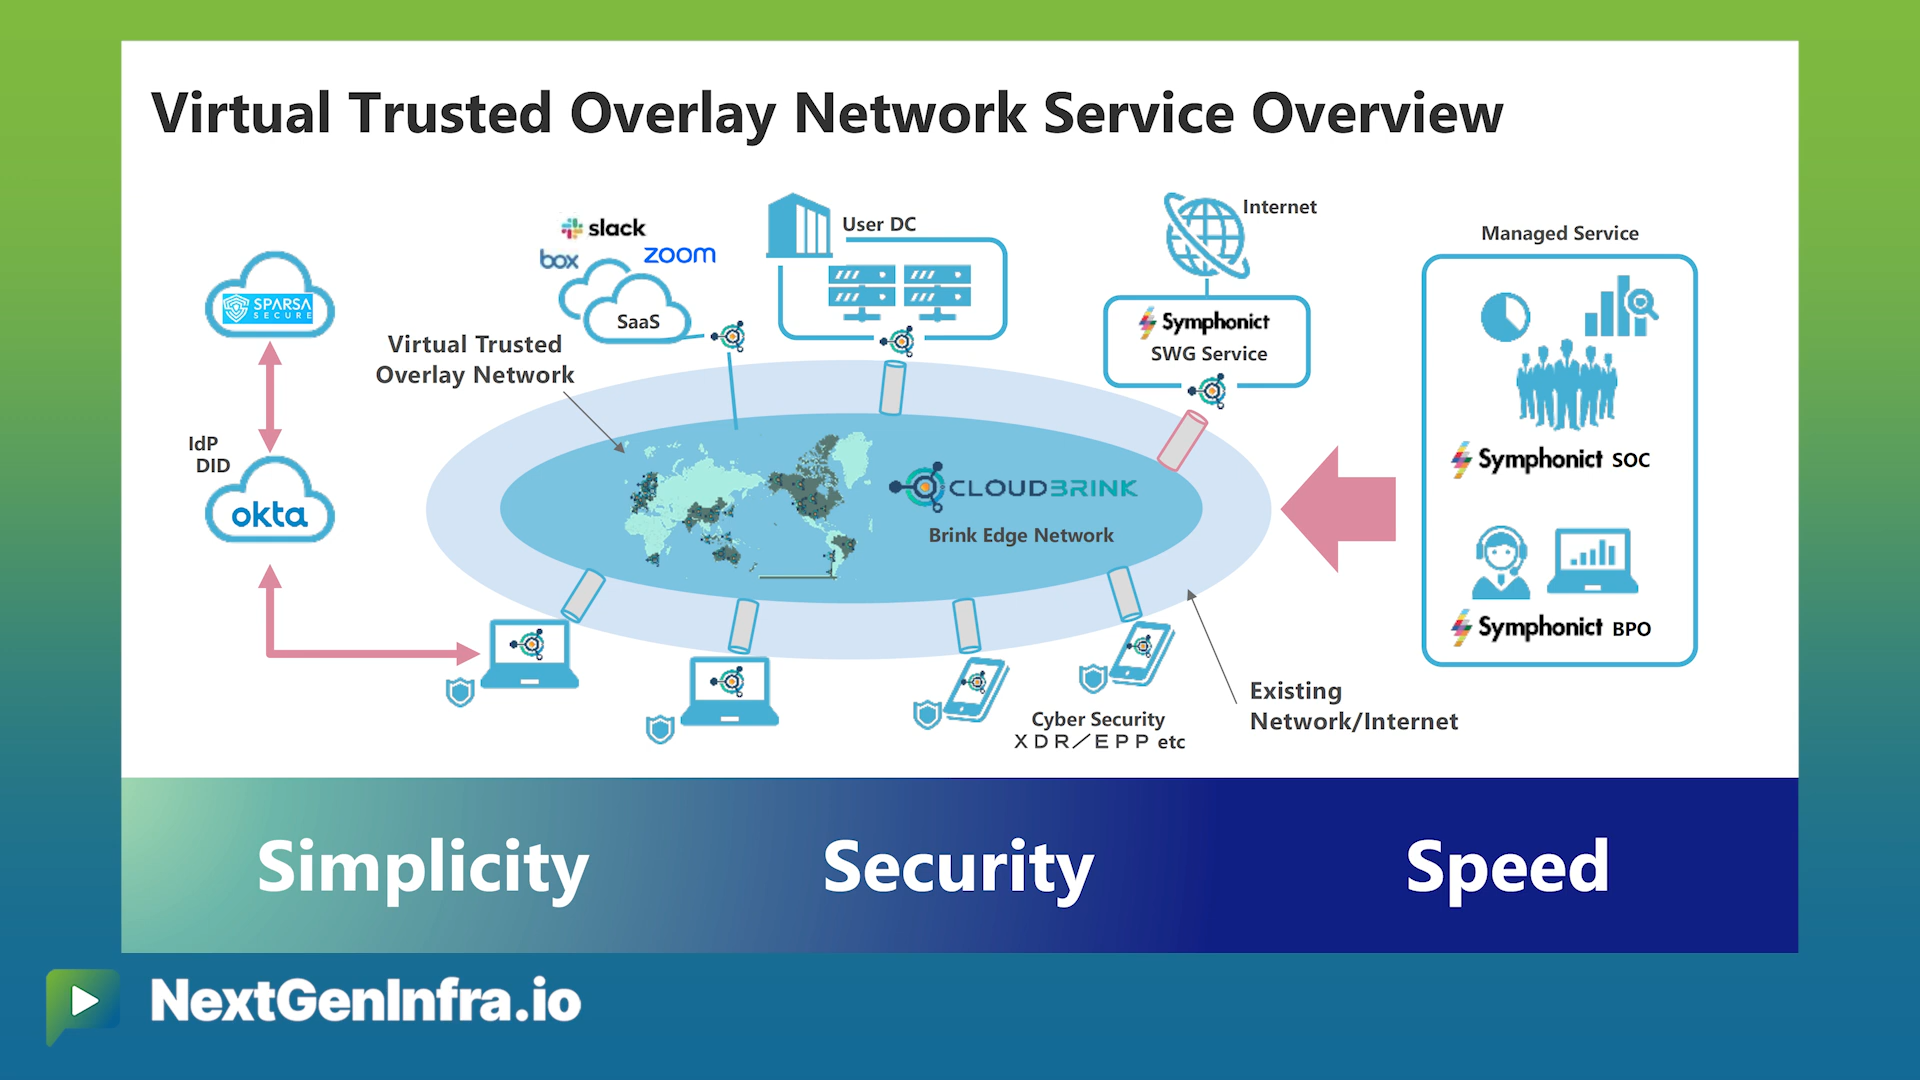 Virtual Trusted Overlay Network Service Overview
SPARSA
SECURE
IdP
DID
okta
Virtual Trusted
Overlay Network
slack
box
zoom
SaaS
User DC
Internet
Symphonict
SWG Service
CLOUDBRINK
Brink Edge Network
Managed Service
Symphonict SOC
Symphonict BPO
Cyber Security
ＸＤＲ／ＥＰＰ etc
Existing
Network/Internet
Simplicity
Security
Speed
NextGenInfra.io